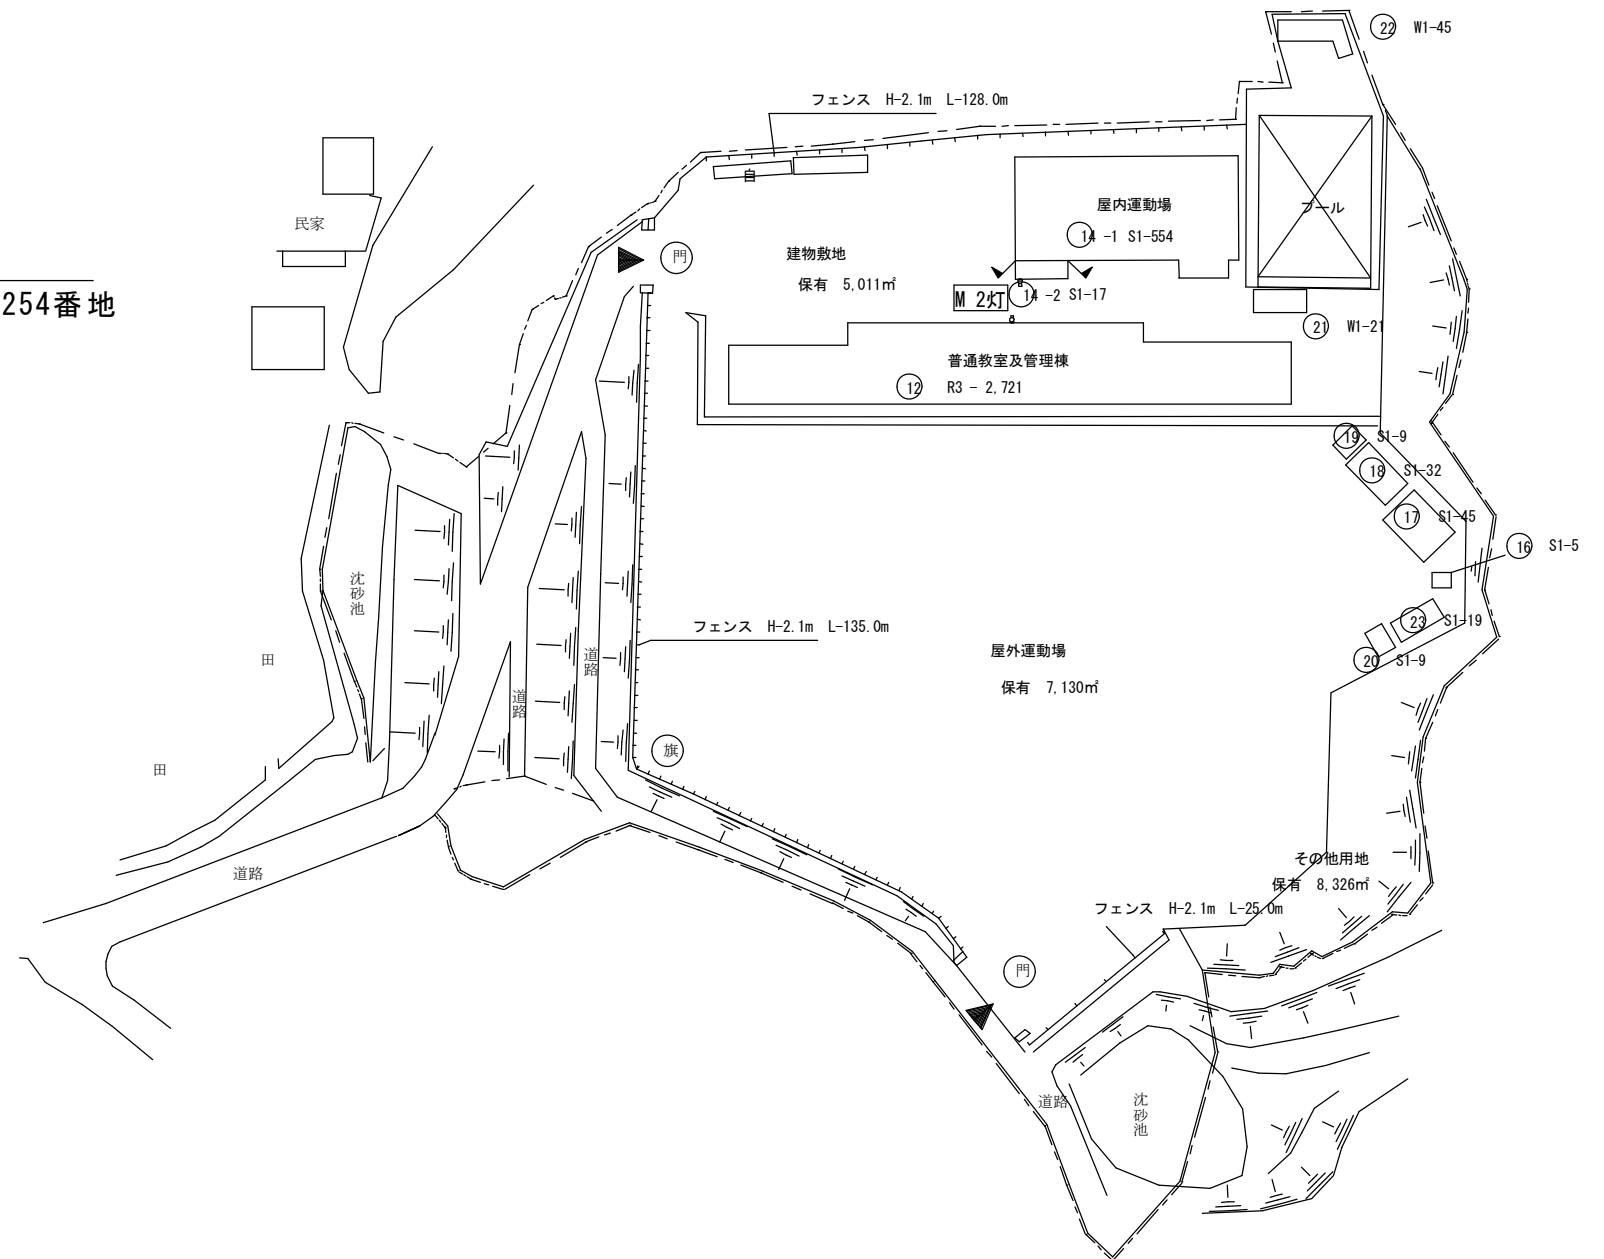 22 W1-45
フェンス H-2.1m L-128.0m
自
民家
254番地
門
建物敷地
保有 5,011㎡
屋内運動場
14 -1 S1-554
プール
M 2灯
14 -2 S1-17
21 W1-21
普通教室及管理棟
12 R3 - 2,721
19 S1-9
18 S1-32
17 S1-45
16 S1-5
沈砂池
23 S1-19
フェンス H-2.1m L-135.0m
屋外運動場
保有 7,130㎡
20 S1-9
田
道路
道路
旗
田
道路
その他用地
保有 8,326㎡
フェンス H-2.1m L-25.0m
門
道路
沈砂池